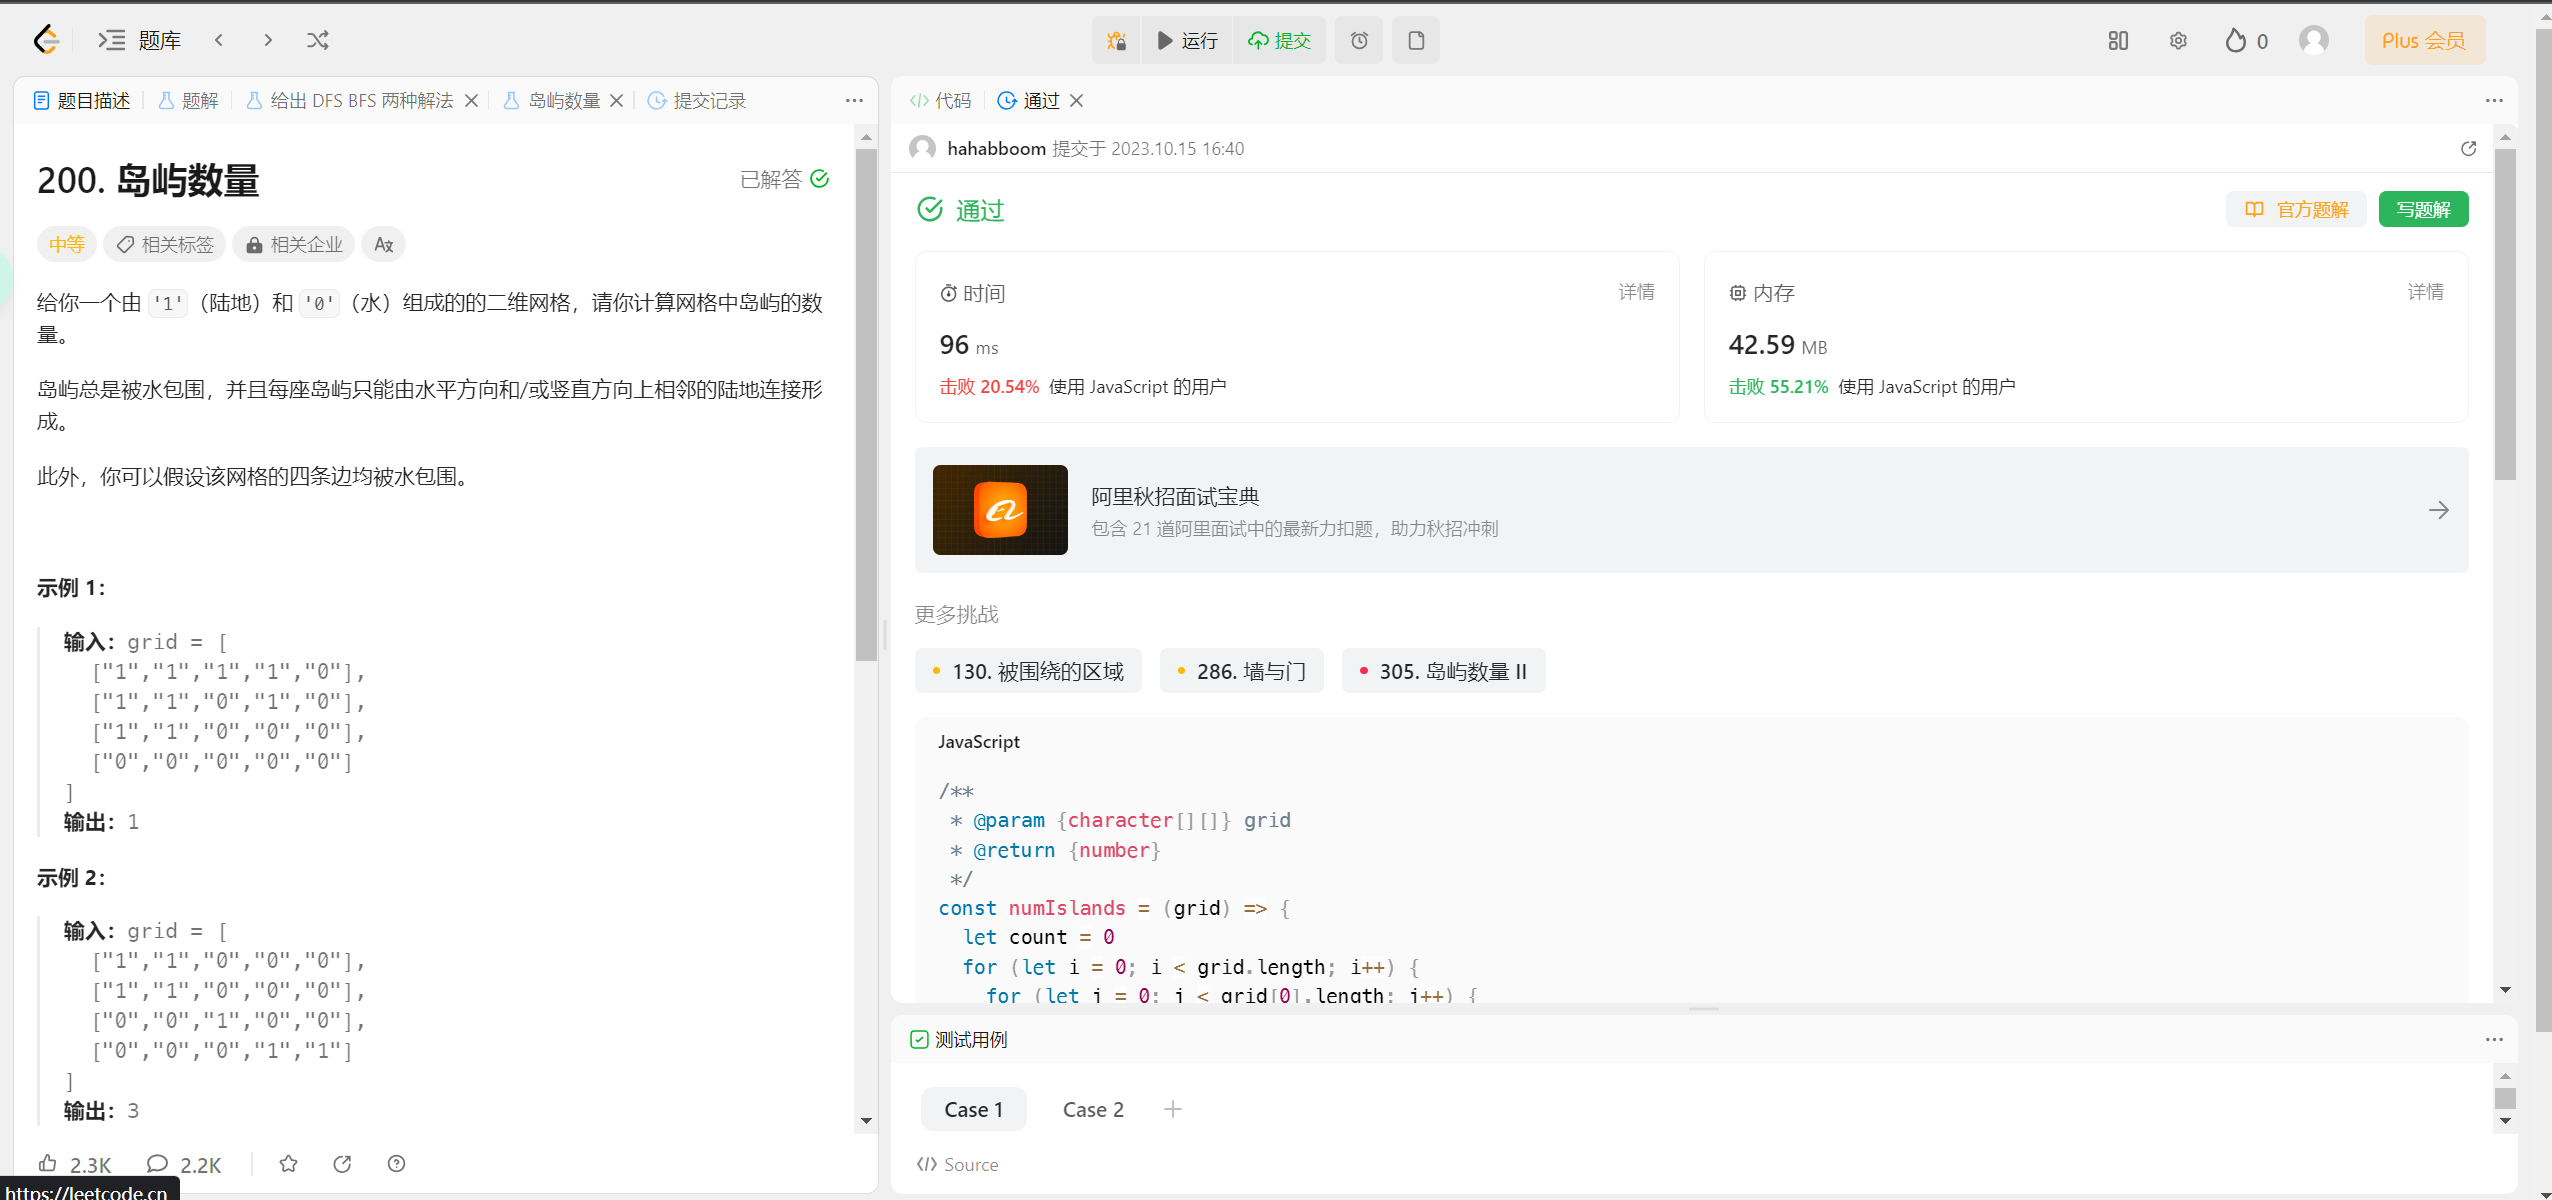 题库
运行
提交
0
Plus 会员
题目描述
题解
给出 DFS BFS 两种解法
岛屿数量
提交记录
200. 岛屿数量
已解答
中等
相关标签
相关企业
给你一个由 '1'（陆地）和 '0'（水）组成的的二维网格，请你计算网格中岛屿的数
量。
岛屿总是被水包围，并且每座岛屿只能由水平方向和/或竖直方向上相邻的陆地连接形
成。
此外，你可以假设该网格的四条边均被水包围。
示例 1：
输入：grid = [
["1","1","1","1","0"],
["1","1","0","1","0"],
["1","1","0","0","0"],
["0","0","0","0","0"]
]
输出：1
示例 2：
输入：grid = [
["1","1","0","0","0"],
["1","1","0","0","0"],
["0","0","1","0","0"],
["0","0","0","1","1"]
]
输出：3
2.3K
2.2K
https://leetcode.cn
代码
通过
hahabboom 提交于 2023.10.15 16:40
通过
官方题解
写题解
时间
详情
96 ms
击败 20.54% 使用 JavaScript 的用户
内存
详情
42.59 MB
击败 55.21% 使用 JavaScript 的用户
阿里秋招面试宝典
包含 21 道阿里面试中的最新力扣题，助力秋招冲刺
更多挑战
130. 被围绕的区域
286. 墙与门
305. 岛屿数量 II
JavaScript
/**
* @param {character[][]} grid
* @return {number}
*/
const numIslands = (grid) => {
let count = 0
for (let i = 0; i < grid.length; i++) {
for (let j = 0; j < grid[0].length; j++) {
测试用例
Case 1
Case 2
Source